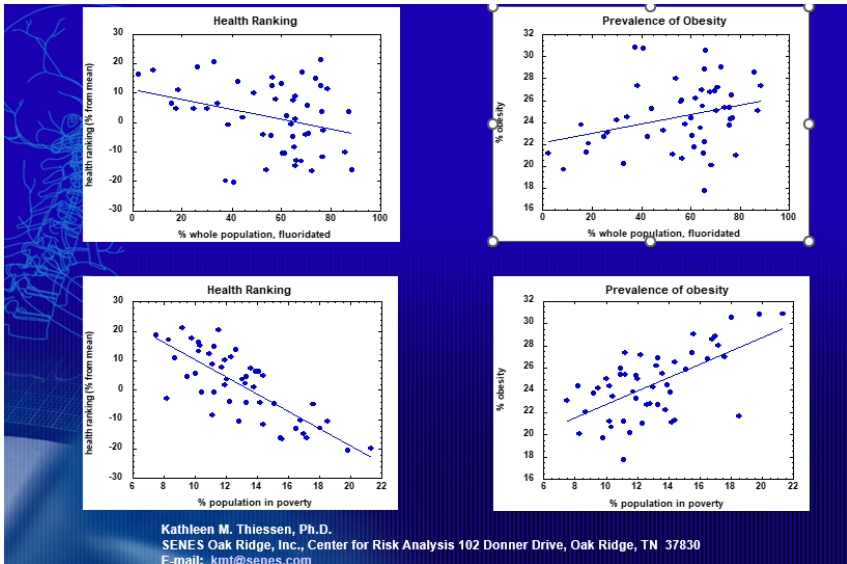 Health Ranking
health ranking (% from mean)
30
20
10
0
-10
-20
-30
0 20 40 60 80 100
% whole population, fluoridated
Prevalence of Obesity
% obesity
32
30
28
26
24
22
20
18
16
0 20 40 60 80 100
% whole population, fluoridated
Health Ranking
health ranking (% from mean)
30
20
10
0
-10
-20
-30
6 8 10 12 14 16 18 20 22
% population in poverty
Prevalence of obesity
% obesity
32
30
28
26
24
22
20
18
16
6 8 10 12 14 16 18 20 22
% population in poverty
Kathleen M. Thiessen, Ph.D.
SENES Oak Ridge, Inc., Center for Risk Analysis 102 Donner Drive, Oak Ridge, TN 37830
E-mail: kmt@senes.com